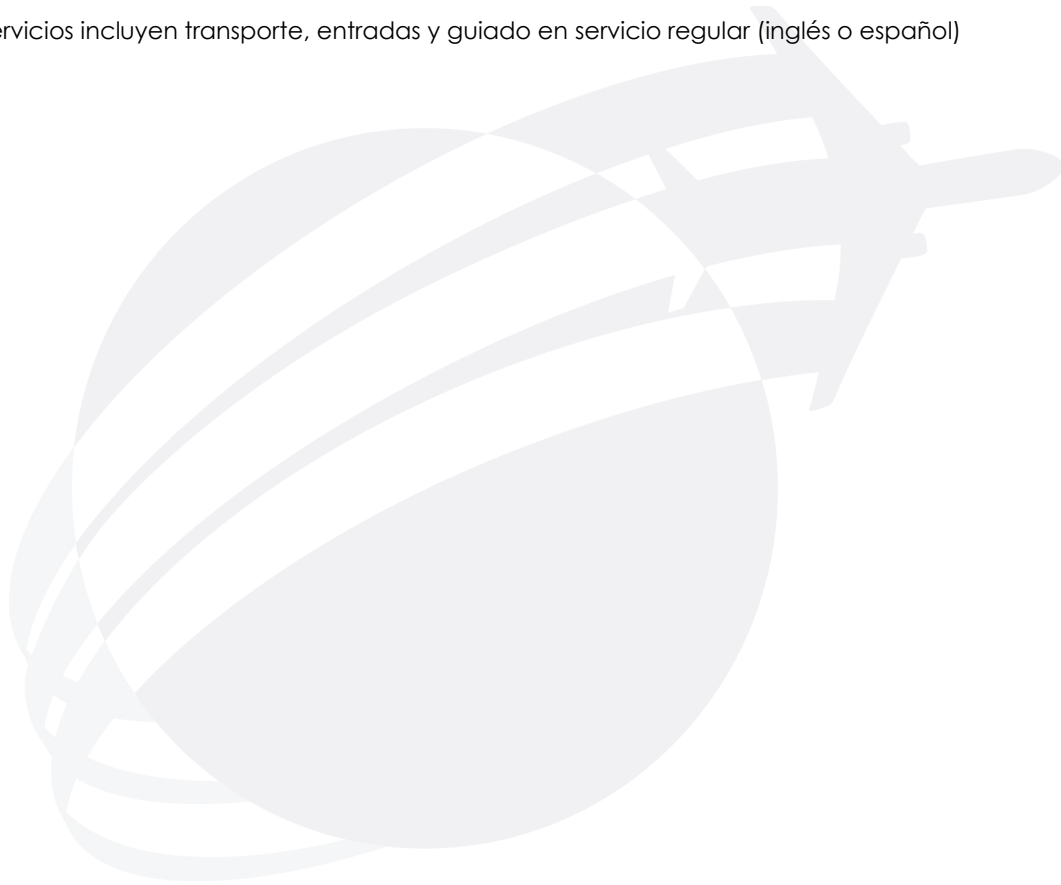 ervicios incluyen transporte, entradas y guiado en servicio regular (inglés o español)